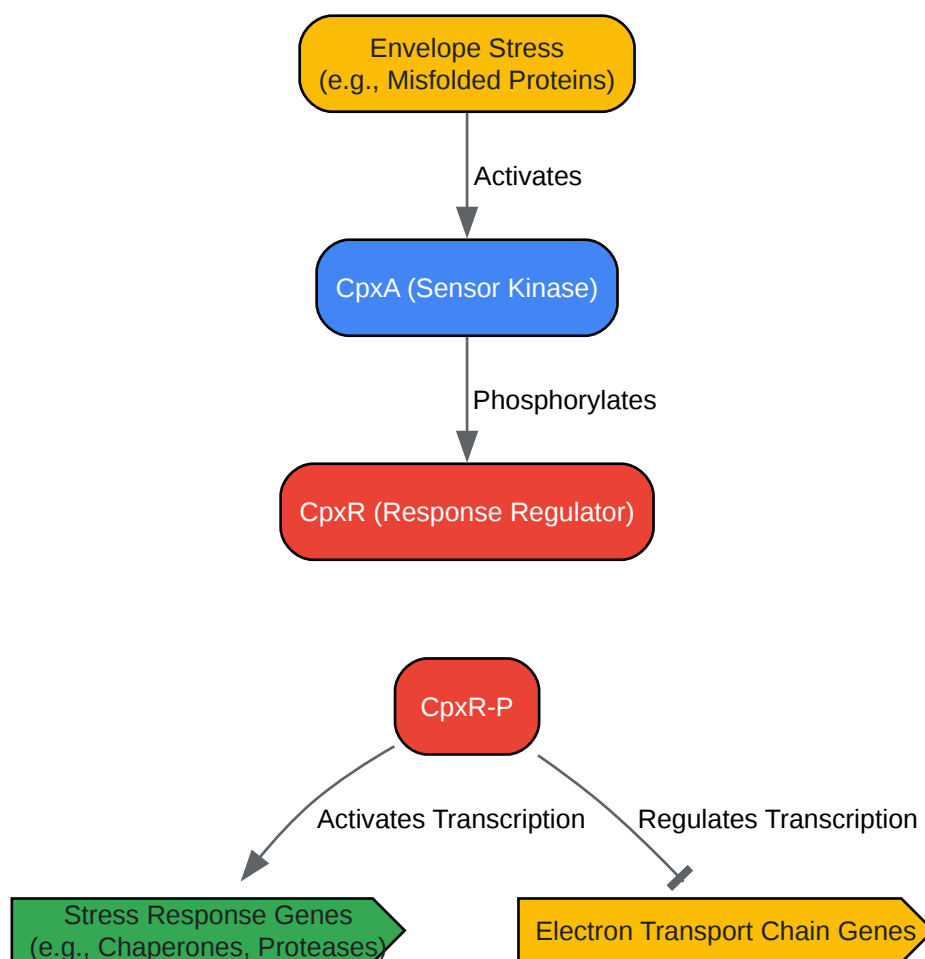 Envelope Stress
(e.g., Misfolded Proteins)
Activates
CpxA (Sensor Kinase)
Phosphorylates
CpxR (Response Regulator)
CpxR-P
Activates Transcription
Regulates Transcription
Stress Response Genes
(e.g., Chaperones, Proteases)
Electron Transport Chain Genes